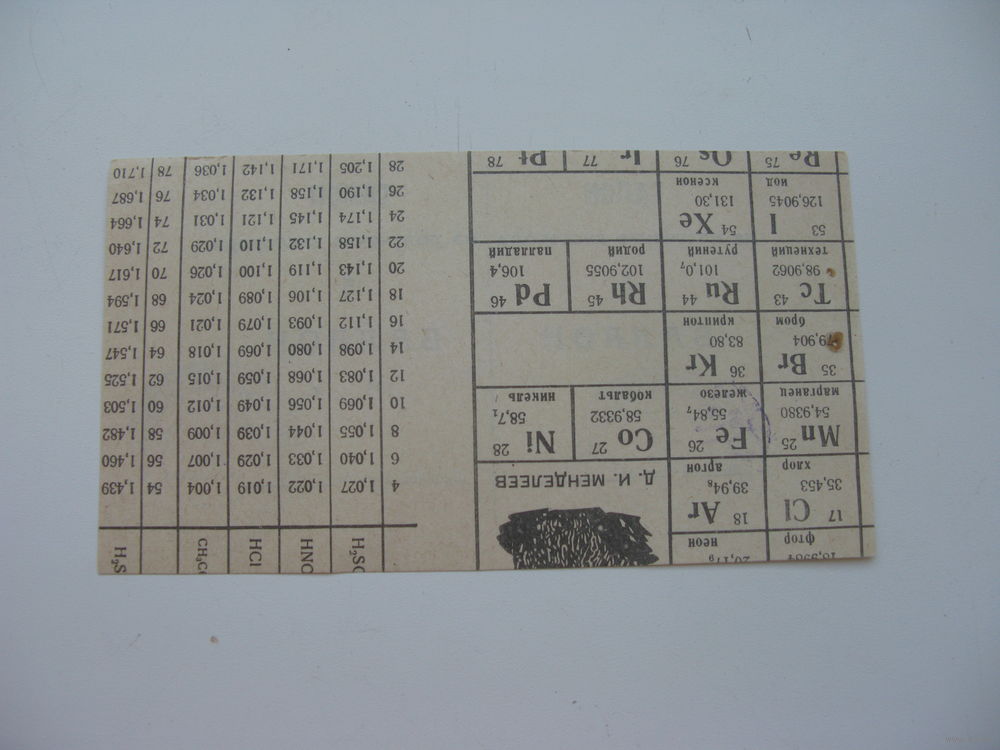 фтор неон
17 Cl 35,453 хлор
18 Ar 39,94₈ аргон
Д. И. МЕНДЕЛЕЕВ
Mn 25 54,9380 марганец
Fe 26 55,84₇ железо
Co 27 58,9332 кобальт
Ni 28 58,7₁ никель
35 Br 79,904 бром
36 Kr 83,80 криптон
Tc 43 98,9062 технеций
Ru 44 101,0₇ рутений
Rh 45 102,9055 родий
Pd 46 106,4 палладий
53 I 126,9045 иод
54 Xe 131,30 ксенон
Re 75 Os 76 Ir 77 Pt 78
HCl
4 1,027 1,022 1,019 1,004 54 1,439
6 1,040 1,033 1,029 1,007 56 1,460
8 1,055 1,044 1,039 1,009 58 1,482
10 1,069 1,056 1,049 1,012 60 1,503
12 1,083 1,068 1,059 1,015 62 1,525
14 1,098 1,080 1,069 1,018 64 1,547
16 1,112 1,093 1,079 1,021 66 1,571
18 1,127 1,106 1,089 1,024 68 1,594
20 1,143 1,119 1,100 1,026 70 1,617
22 1,158 1,132 1,110 1,029 72 1,640
24 1,174 1,145 1,121 1,031 74 1,664
26 1,190 1,158 1,132 1,034 76 1,687
28 1,205 1,171 1,142 1,036 78 1,710